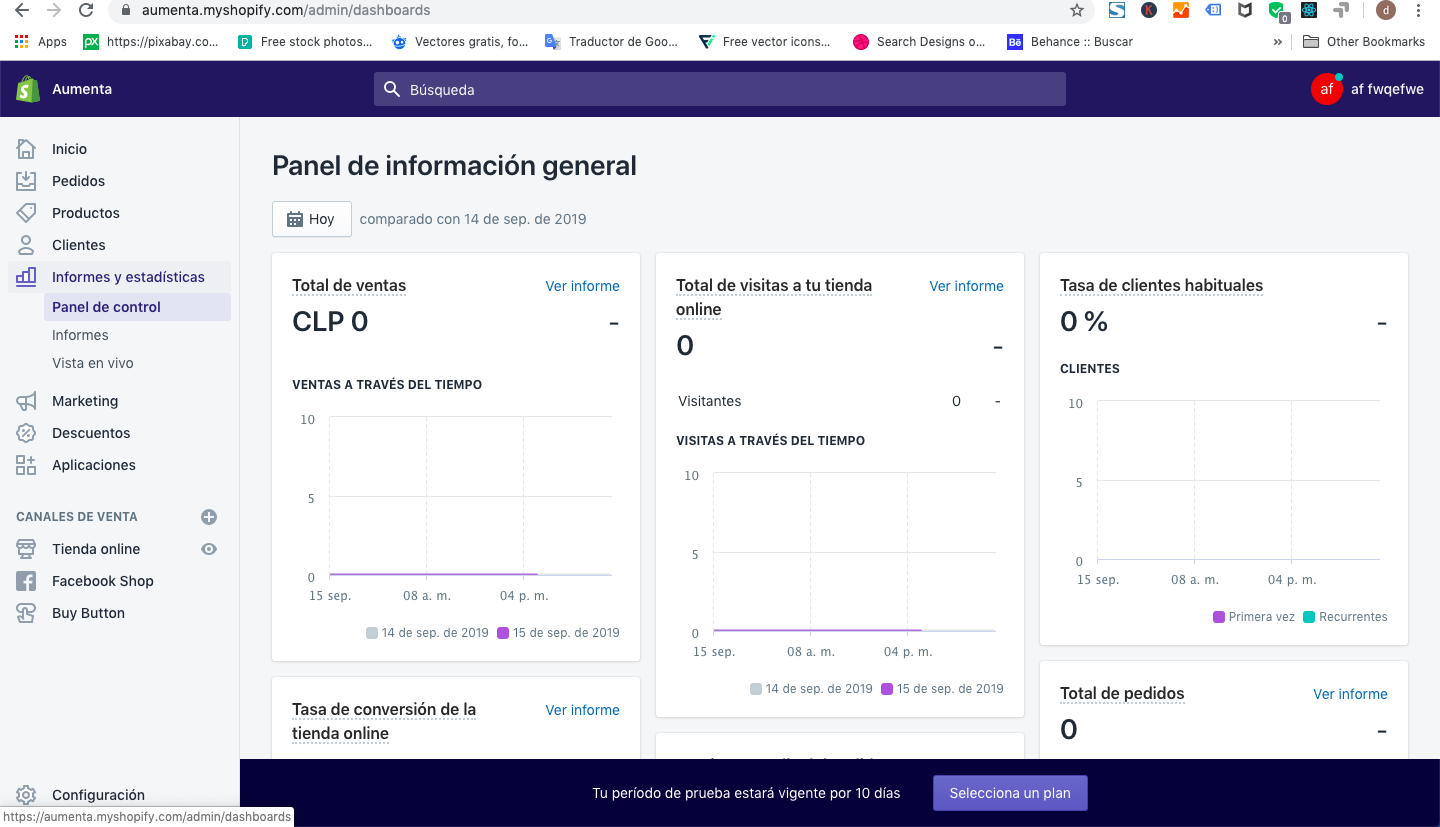 aumenta.myshopify.com/admin/dashboards
Apps
https://pixabay.co...
Free stock photos...
Vectores gratis, fo...
Traductor de Goo...
Free vector icons...
Search Designs o...
Behance :: Buscar
»
Other Bookmarks
Aumenta
Búsqueda
af
af fwqefwe
Inicio
Pedidos
Productos
Clientes
Informes y estadísticas
Panel de control
Informes
Vista en vivo
Marketing
Descuentos
Aplicaciones
CANALES DE VENTA
Tienda online
Facebook Shop
Buy Button
Configuración
https://aumenta.myshopify.com/admin/dashboards
Panel de información general
Hoy
comparado con 14 de sep. de 2019
Total de ventas
Ver informe
CLP 0
-
VENTAS A TRAVÉS DEL TIEMPO
10
5
0
15 sep.
08 a. m.
04 p. m.
14 de sep. de 2019
15 de sep. de 2019
Total de visitas a tu tienda
online
Ver informe
0
-
Visitantes
0
-
VISITAS A TRAVÉS DEL TIEMPO
10
5
0
15 sep.
08 a. m.
04 p. m.
14 de sep. de 2019
15 de sep. de 2019
Tasa de clientes habituales
0 %
-
CLIENTES
10
5
0
15 sep.
08 a. m.
04 p. m.
Primera vez
Recurrentes
Tasa de conversión de la
tienda online
Ver informe
Total de pedidos
Ver informe
0
-
Tu período de prueba estará vigente por 10 días
Selecciona un plan